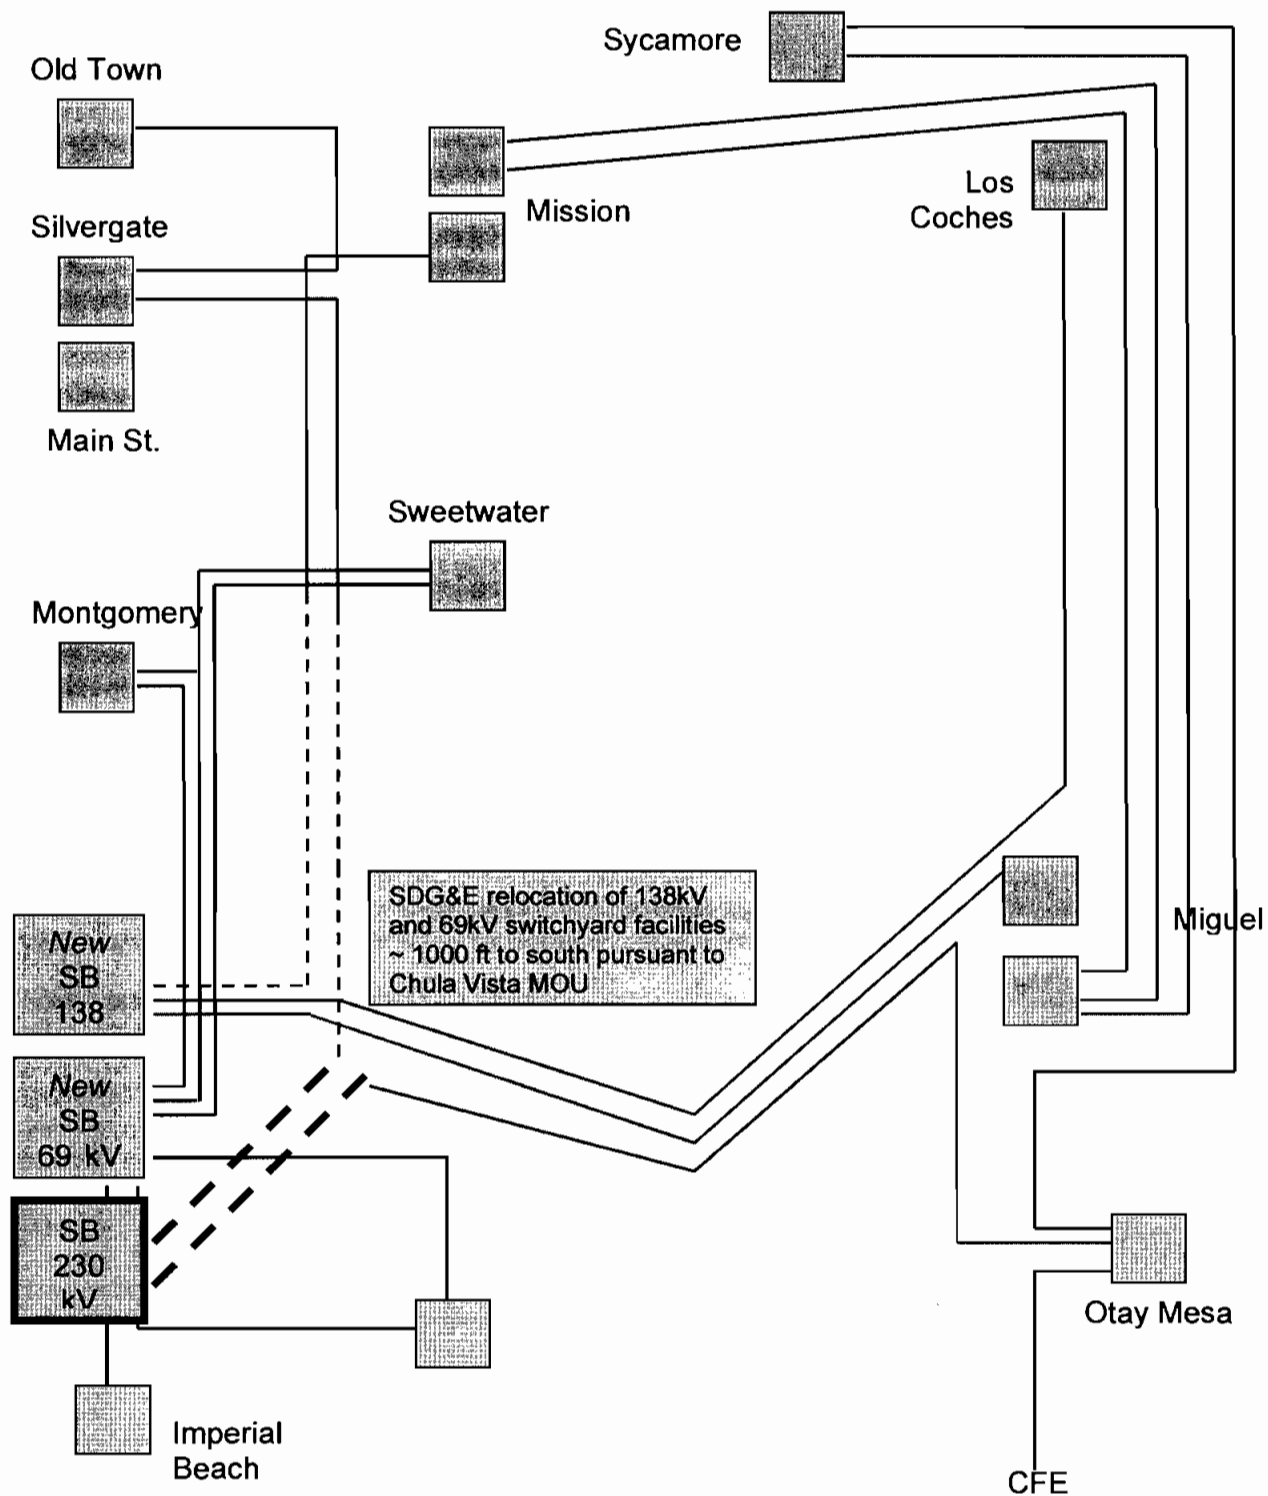 Sycamore
Old Town
Los
Coches
Mission
Silvergate
Main St.
Sweetwater
Montgomery
SDG&E relocation of 138kV
and 69kV switchyard facilities
~ 1000 ft to south pursuant to
Chula Vista MOU
Miguel
New
SB
138
New
SB
69 kV
SB
230
kV
Otay Mesa
Imperial
Beach
CFE